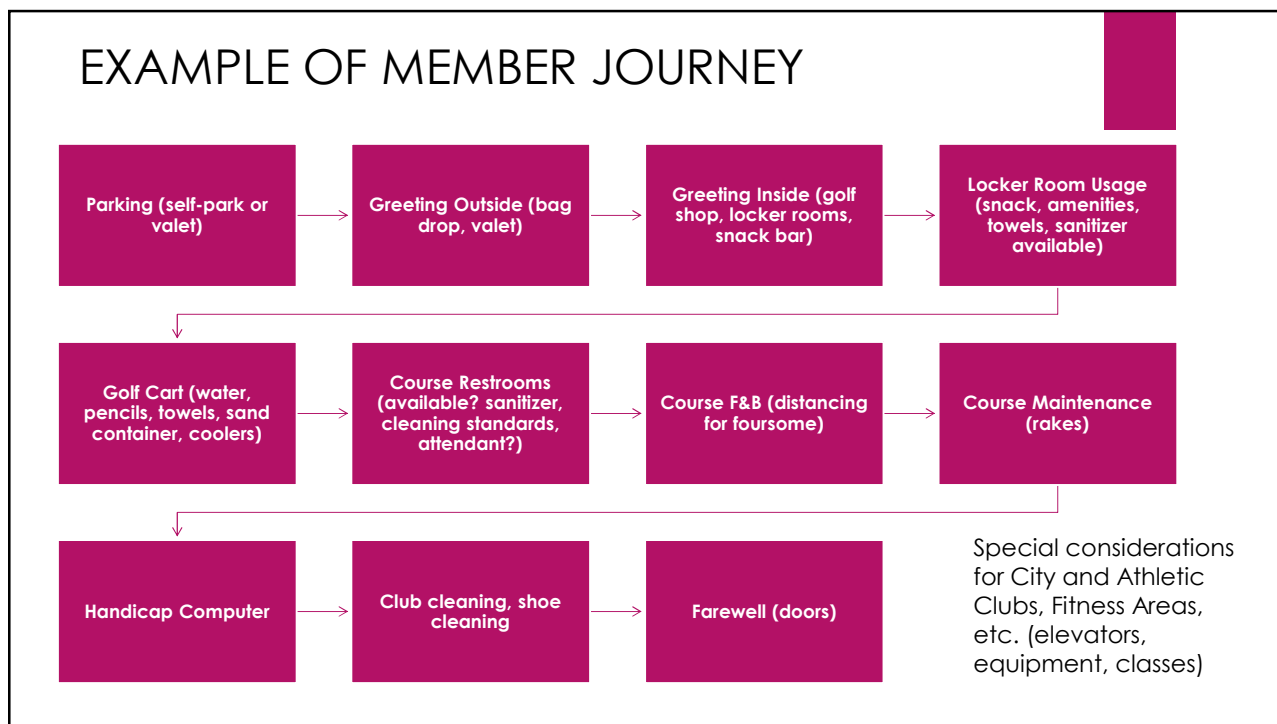 EXAMPLE OF MEMBER JOURNEY
Parking (self-park or
valet)
Greeting Outside (bag
drop, valet)
Greeting Inside (golf
shop, locker rooms,
snack bar)
Locker Room Usage
(snack, amenities,
towels, sanitizer
available)
Golf Cart (water,
pencils, towels, sand
container, coolers)
Course Restrooms
(available? sanitizer,
cleaning standards,
attendant?)
Course F&B (distancing
for foursome)
Course Maintenance
(rakes)
Handicap Computer
Club cleaning, shoe
cleaning
Farewell (doors)
Special considerations
for City and Athletic
Clubs, Fitness Areas,
etc. (elevators,
equipment, classes)